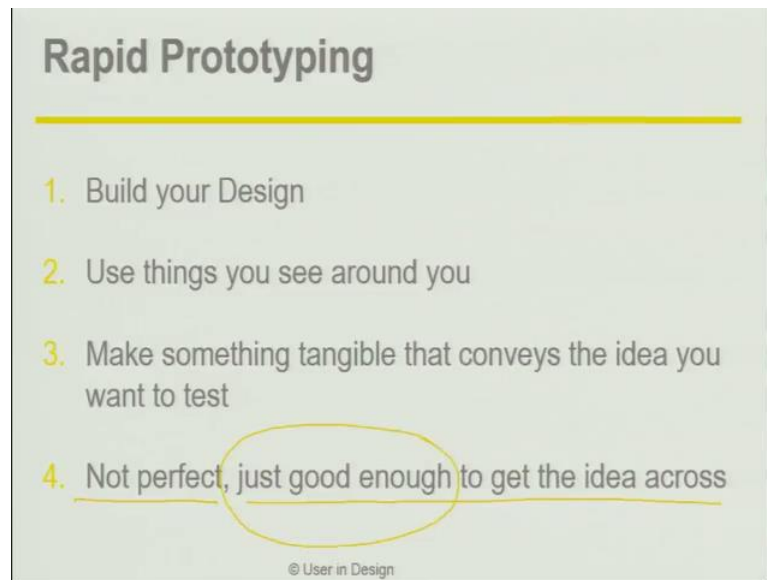 Rapid Prototyping
1. Build your Design
2. Use things you see around you
3. Make something tangible that conveys the idea you
want to test
4. Not perfect, just good enough to get the idea across
© User in Design